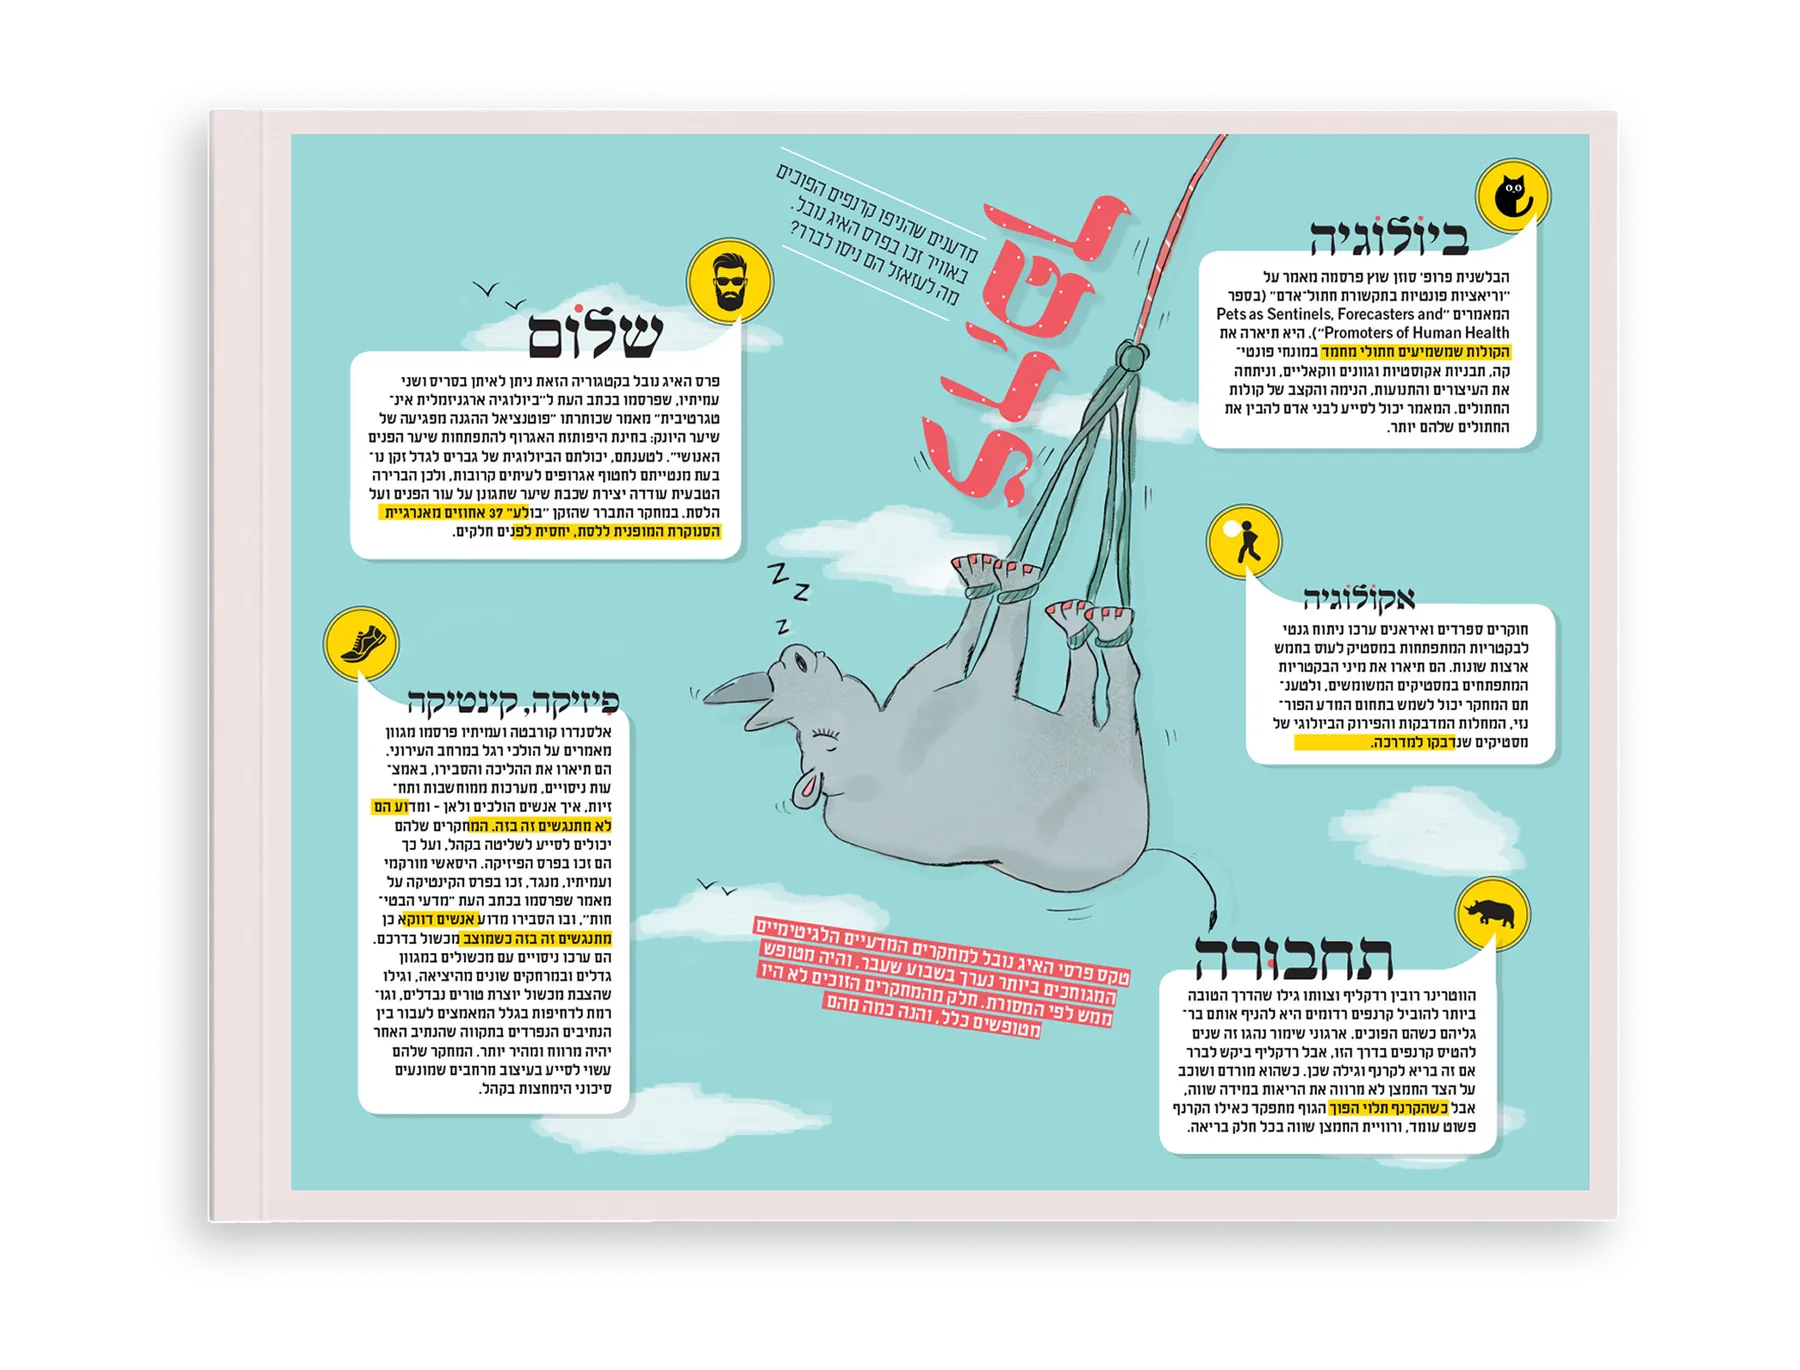 מדענים שהניפו קרנפים הפוכים
באוויר זכו בפרס האיג נובל.
מה לעזאזל הם ניסו לברר?
ביולוגיה
הבלשנית פרופ׳ סוזן שוץ פרסמה מאמר על
"וריאציות פונטיות בתקשורת חתול־אדם" (בספר
המאמרים "Pets as Sentinels, Forecasters and
Promoters of Human Health"). היא תיארה את
הקולות שמשמיעים חתולי מחמד במונחי פונטי־
קה, תבניות אקוסטיות וגוונים ווקאליים, וניתחה
את העיצורים והתנועות, הנימה והקצב של קולות
החתולים. המאמר יכול לסייע לבני אדם להבין את
החתולים שלהם יותר.
אקולוגיה
חוקרים ספרדים ואיראנים ערכו ניתוח גנטי
לבקטריות המתפתחות במסטיק לעוס בחמש
ארצות שונות. הם תיארו את מיני הבקטריות
המתפתחים במסטיקים המשומשים, ולטענ־
תם המחקר יכול לשמש בתחום המדע הפור־
נזי, המחלות המדבקות והפירוק הביולוגי של
מסטיקים שנדבקו למדרכה.
תחבורה
הווטרינר רובין רדקליף וצוותו גילו שהדרך הטובה
ביותר להוביל קרנפים רדומים היא להניף אותם בר־
גליהם כשהם הפוכים. ארגוני שימור נהגו זה שנים
להטיס קרנפים בדרך הזו, אבל רדקליף ביקש לברר
אם זה בריא לקרנף וגילה שכן. כשהוא מורדם ושוכב
על הצד החמצן לא מרווה את הריאות במידה שווה,
אבל כשהקרנף תלוי הפוך הגוף מתפקד כאילו הקרנף
פשוט עומד, ורוויית החמצן שווה בכל חלק בריאה.
שלום
פרס האיג נובל בקטגוריה הזאת ניתן לאיתן בסריס ושני
עמיתיו, שפרסמו בכתב העת ל"ביולוגיה ארגניזמלית אינ־
טגרטיבית" מאמר שכותרתו "פוטנציאל ההגנה מפגיעה של
שיער היונק: בחינת היפותזת האגרוף להתפתחות שיער הפנים
האנושי". לטענתם, יכולתם הביולוגית של גברים לגדל זקן נו־
בעת מנטייתם לחטוף אגרופים לעיתים קרובות, ולכן הברירה
הטבעית עודדה יצירת שכבת שיער שתגונן על עור הפנים ועל
הלסת. במחקר התברר שהזקן "בולע" 37 אחוזים מאנרגיית
הסנוקרת המופנית ללסת, יחסית לפנים חלקים.
פיזיקה, קינטיקה
אלסנדרו קורבטה ועמיתיו פרסמו מגוון
מאמרים על הולכי רגל במרחב העירוני.
הם תיארו את ההליכה והסבירו, באמצ־
עות ניסויים, מערכות ממוחשבות ותח־
זיות, איך אנשים הולכים ולאן - ומדוע הם
לא מתנגשים זה בזה. המחקרים שלהם
יכולים לסייע לשליטה בקהל, ועל כך
הם זכו בפרס הפיזיקה. היסאשי מורקמי
ועמיתיו, מנגד, זכו בפרס הקינטיקה על
מאמר שפרסמו בכתב העת "מדעי הבטי־
חות", ובו הסבירו מדוע אנשים דווקא כן
מתנגשים זה בזה כשמוצב מכשול בדרכם.
הם ערכו ניסויים עם מכשולים במגוון
גדלים ובמרחקים שונים מהיציאה, וגילו
שהצבת מכשול יוצרת טורים נבדלים, וגו־
רמת לדחיפות בגלל המאמצים לעבור בין
הנתיבים הנפרדים בתקווה שהנתיב האחר
יהיה מרווח ומהיר יותר. המחקר שלהם
עשוי לסייע בעיצוב מרחבים שמונעים
סיכוני הימחצות בקהל.
z
z
z
טקס פרסי האיג נובל למחקרים המדעיים הלגיטימיים
המגוחכים ביותר נערך בשבוע שעבר, והיה מטופש
ממש לפי המסורת. חלק מהמחקרים הזוכים לא היו
מטופשים כלל, והנה כמה מהם